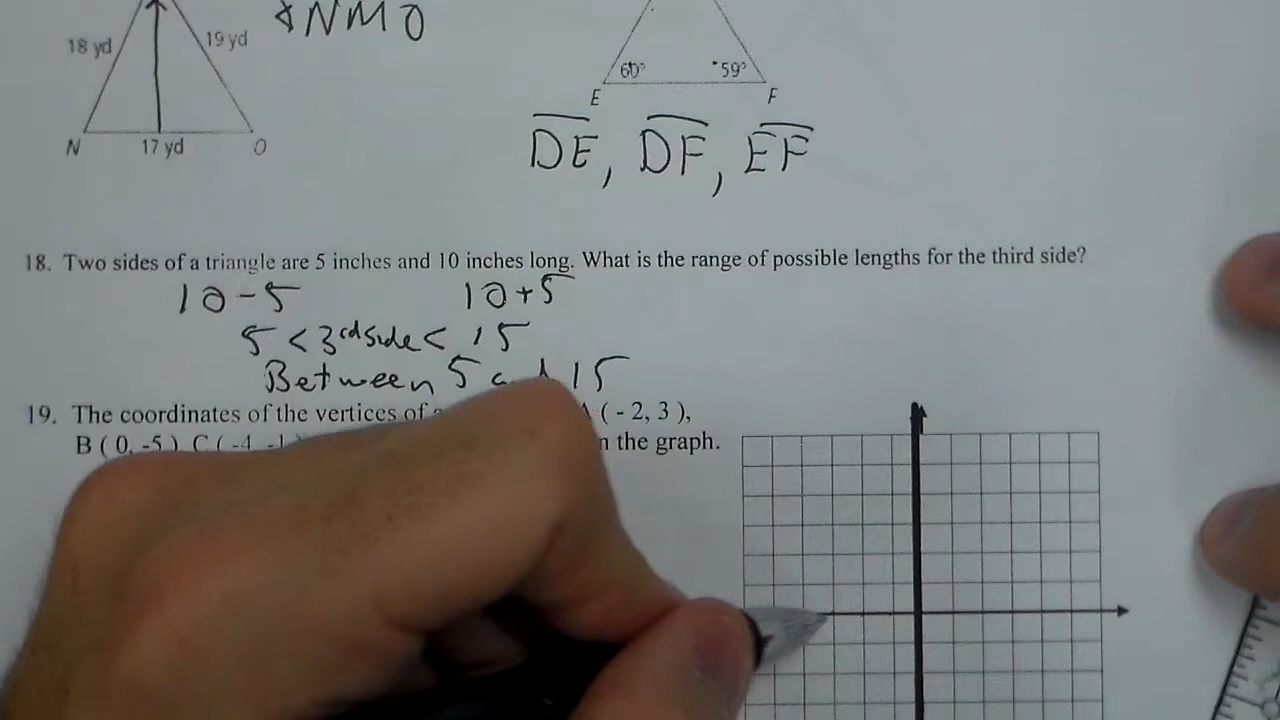 18 yd 19 yd ∡NMO
60° 59°
E F
N 17 yd O
DE, DF, EF
18. Two sides of a triangle are 5 inches and 10 inches long. What is the range of possible lengths for the third side?
10-5 10+5
5 < 3rd side < 15
Between 5 and 15
19. The coordinates of the vertices of A (-2, 3),
B (0, -5) C (-4 -1) the graph.